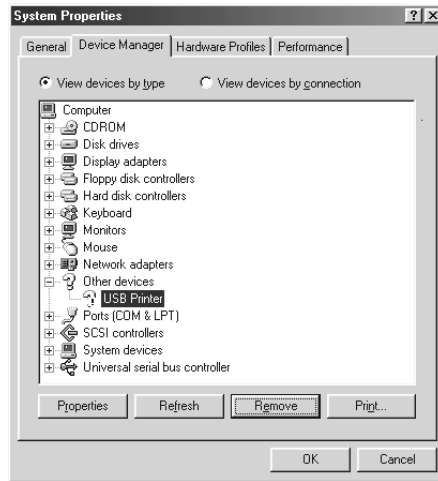 System Properties
General Device Manager Hardware Profiles Performance
View devices by type View devices by connection
Computer
CDROM
Disk drives
Display adapters
Floppy disk controllers
Hard disk controllers
Keyboard
Monitors
Mouse
Network adapters
Other devices
USB Printer
Ports (COM & LPT)
SCSI controllers
System devices
Universal serial bus controller
Properties Refresh Remove Print...
OK Cancel